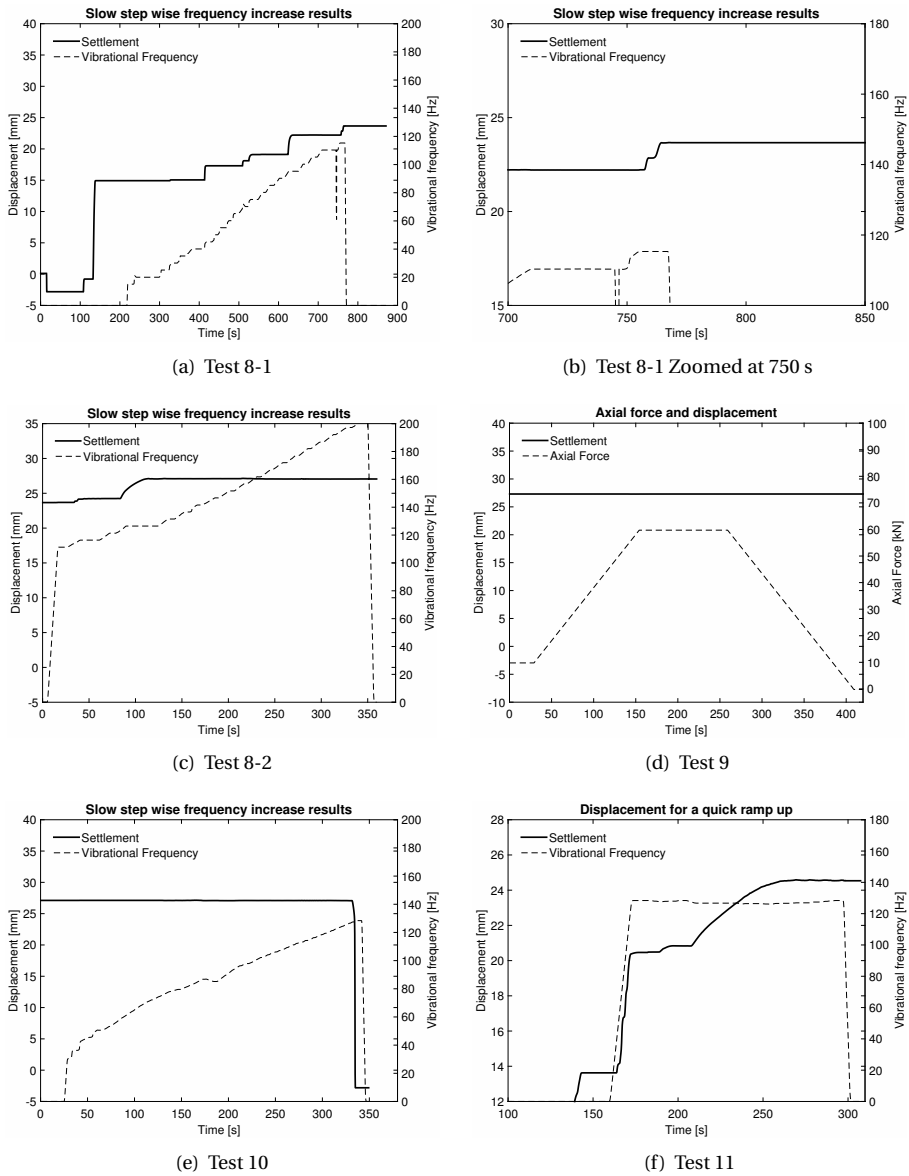 Slow step wise frequency increase results
Settlement
Vibrational Frequency
Displacement [mm]
40
35
30
25
20
15
10
5
0
-5
Vibrational frequency [Hz]
200
180
160
140
120
100
80
60
40
20
0
0 100 200 300 400 500 600 700 800 900
Time [s]
(a) Test 8-1
Slow step wise frequency increase results
Settlement
Vibrational Frequency
Displacement [mm]
30
22
15
Vibrational frequency [Hz]
180
160
140
120
100
700 750 800 850
Time [s]
(b) Test 8-1 Zoomed at 750 s
Slow step wise frequency increase results
Settlement
Vibrational Frequency
Displacement [mm]
35
30
25
20
15
10
5
0
-5
Vibrational frequency [Hz]
200
180
160
140
120
100
80
60
40
20
0
0 50 100 150 200 250 300 350
Time [s]
(c) Test 8-2
Axial force and displacement
Settlement
Axial Force
Displacement [mm]
40
35
30
25
20
15
10
5
0
-5
-10
Axial Force [kN]
100
90
80
70
60
50
40
30
20
10
0
0 50 100 150 200 250 300 350 400
Time [s]
(d) Test 9
Slow step wise frequency increase results
Settlement
Vibrational Frequency
Displacement [mm]
40
35
30
25
20
15
10
5
0
-5
Vibrational frequency [Hz]
200
180
160
140
120
100
80
60
40
20
0
0 50 100 150 200 250 300 350
Time [s]
(e) Test 10
Displacement for a quick ramp up
Settlement
Vibrational Frequency
Displacement [mm]
28
26
24
22
20
18
16
14
12
Vibrational frequency [Hz]
180
160
140
120
100
80
60
40
20
0
100 150 200 250 300
Time [s]
(f) Test 11